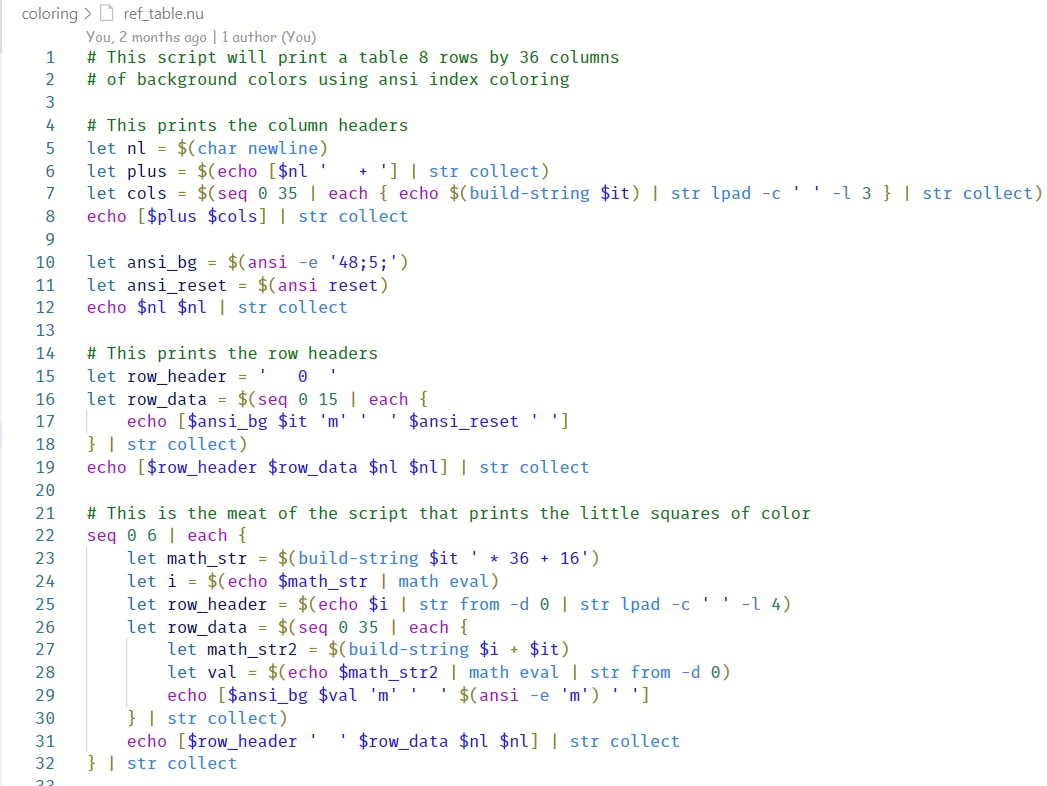 coloring > ref_table.nu
You, 2 months ago | 1 author (You)
1 # This script will print a table 8 rows by 36 columns
2 # of background colors using ansi index coloring
3
4 # This prints the column headers
5 let nl = $(char newline)
6 let plus = $(echo [$nl '   + '] | str collect)
7 let cols = $(seq 0 35 | each { echo $(build-string $it) | str lpad -c ' ' -l 3 } | str collect)
8 echo [$plus $cols] | str collect
9
10 let ansi_bg = $(ansi -e '48;5;')
11 let ansi_reset = $(ansi reset)
12 echo $nl $nl | str collect
13
14 # This prints the row headers
15 let row_header = '   0  '
16 let row_data = $(seq 0 15 | each {
17     echo [$ansi_bg $it 'm' '  ' $ansi_reset ' ']
18 } | str collect)
19 echo [$row_header $row_data $nl $nl] | str collect
20
21 # This is the meat of the script that prints the little squares of color
22 seq 0 6 | each {
23     let math_str = $(build-string $it ' * 36 + 16')
24     let i = $(echo $math_str | math eval)
25     let row_header = $(echo $i | str from -d 0 | str lpad -c ' ' -l 4)
26     let row_data = $(seq 0 35 | each {
27         let math_str2 = $(build-string $i + $it)
28         let val = $(echo $math_str2 | math eval | str from -d 0)
29         echo [$ansi_bg $val 'm' '  ' $(ansi -e 'm') ' ']
30     } | str collect)
31     echo [$row_header '  ' $row_data $nl $nl] | str collect
32 } | str collect
33